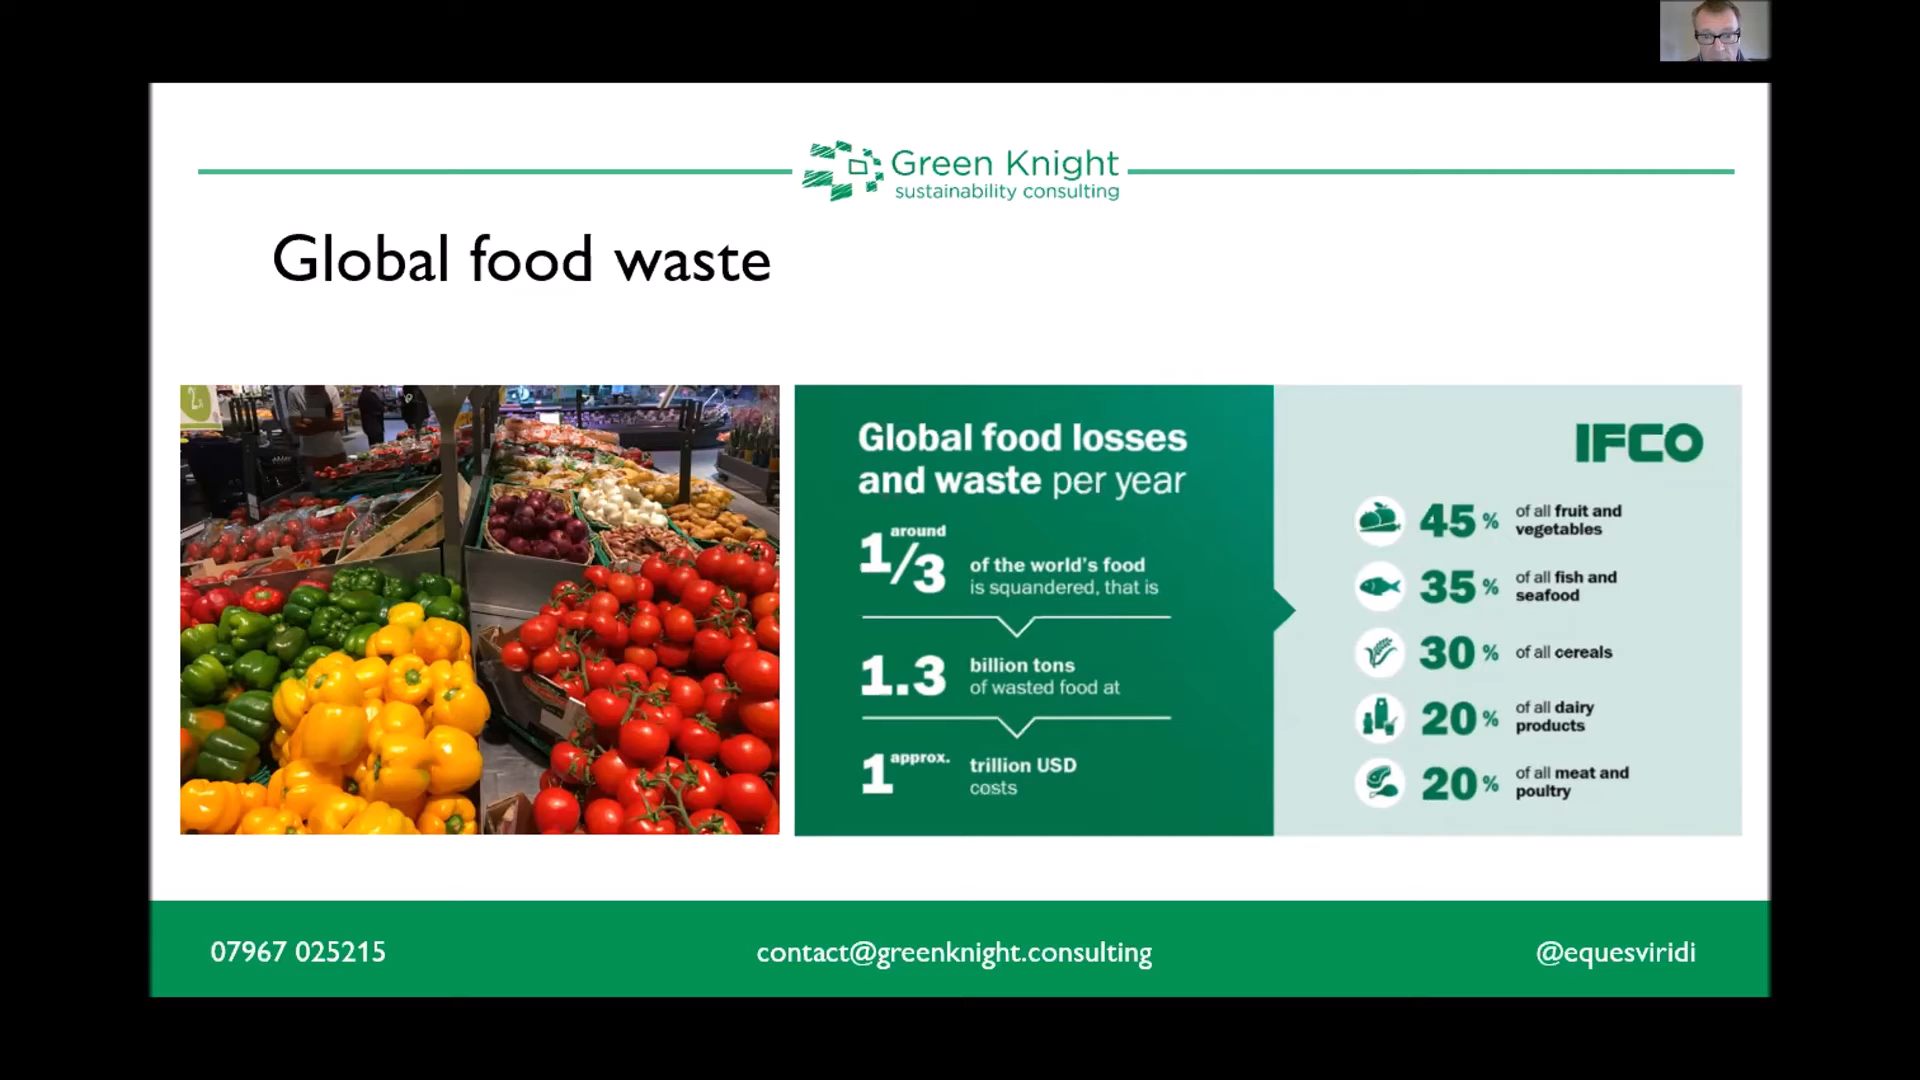 Green Knight
sustainability consulting
Global food waste
Global food losses
and waste per year
around
1/3
of the world's food
is squandered, that is
1.3
billion tons
of wasted food at
1 approx.
trillion USD
costs
IFCO
45 %
of all fruit and
vegetables
35 %
of all fish and
seafood
30 %
of all cereals
20 %
of all dairy
products
20 %
of all meat and
poultry
07967 025215
contact@greenknight.consulting
@equesviridi